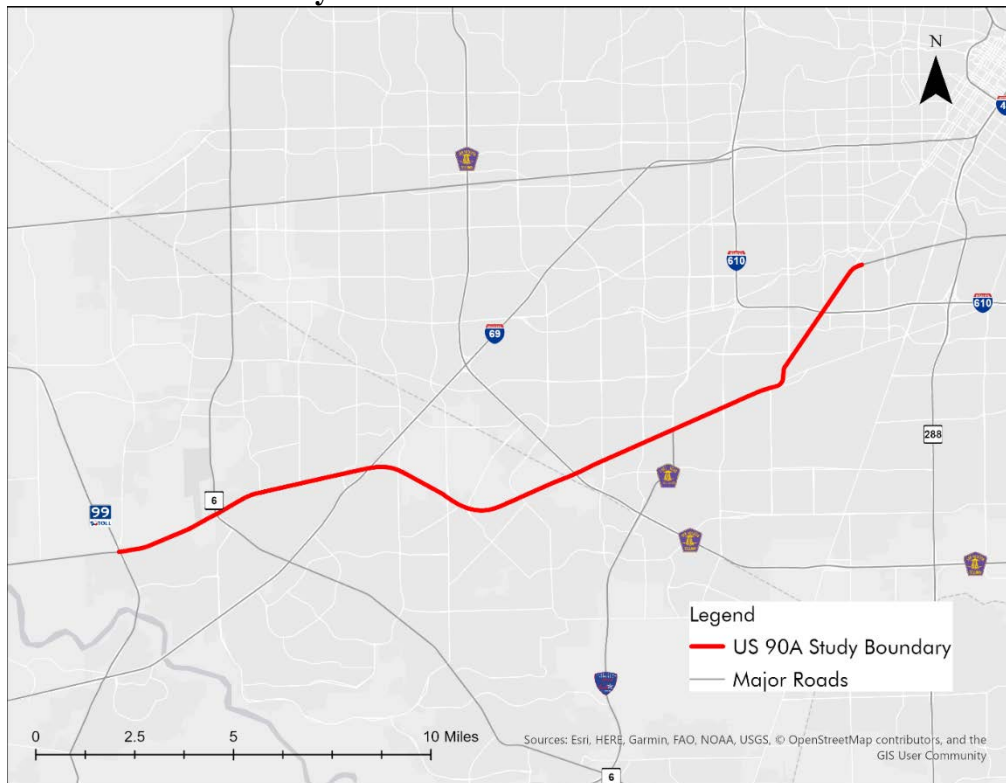 N
4
610
610
69
288
6
99
TOLL
Legend
US 90A Study Boundary
Major Roads
0 2.5 5 10 Miles
Sources: Esri, HERE, Garmin, FAO, NOAA, USGS, © OpenStreetMap contributors, and the
GIS User Community
6